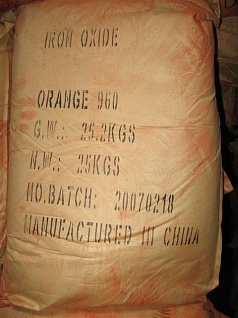 IRON OXIDE
ORANGE 960
G.W.: 25.2KGS
N.W.: 25KGS
NO.BATCH: 20070218
MANUFACTURED IN CHINA